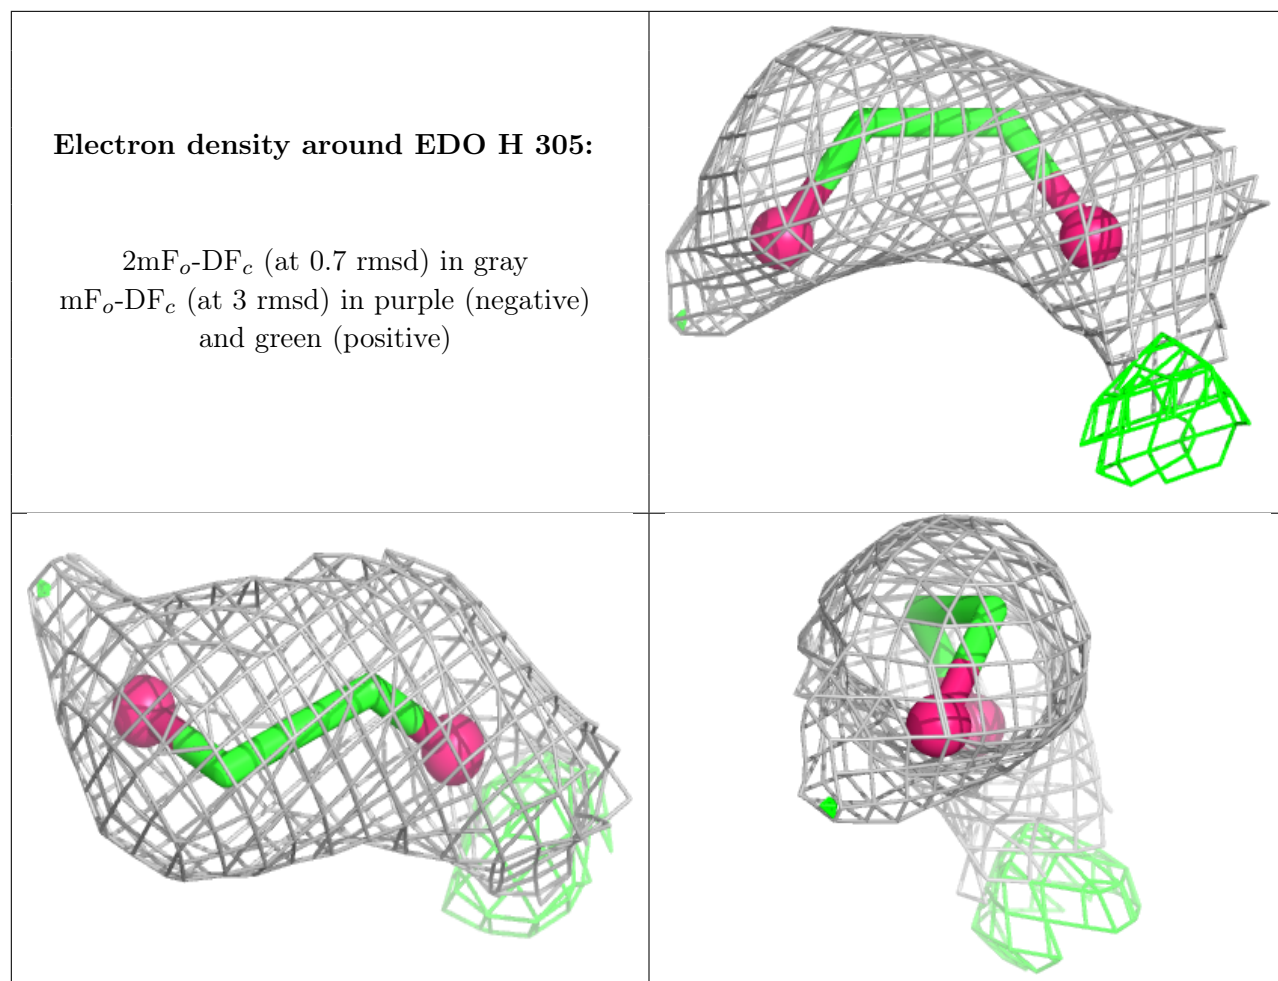 Electron density around EDO H 305:
2mFo-DFc (at 0.7 rmsd) in gray
mFo-DFc (at 3 rmsd) in purple (negative)
and green (positive)